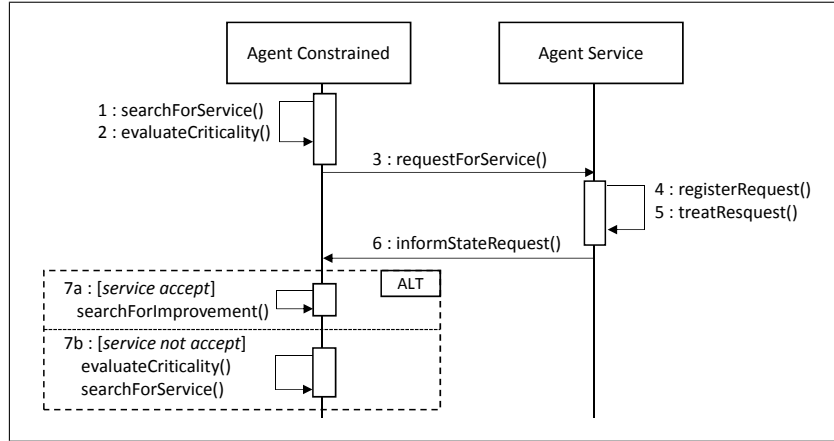 Agent Constrained
Agent Service
1 : searchForService()
2 : evaluateCriticality()
3 : requestForService()
4 : registerRequest()
5 : treatResquest()
6 : informStateRequest()
ALT
7a : [service accept]
searchForImprovement()
7b : [service not accept]
evaluateCriticality()
searchForService()